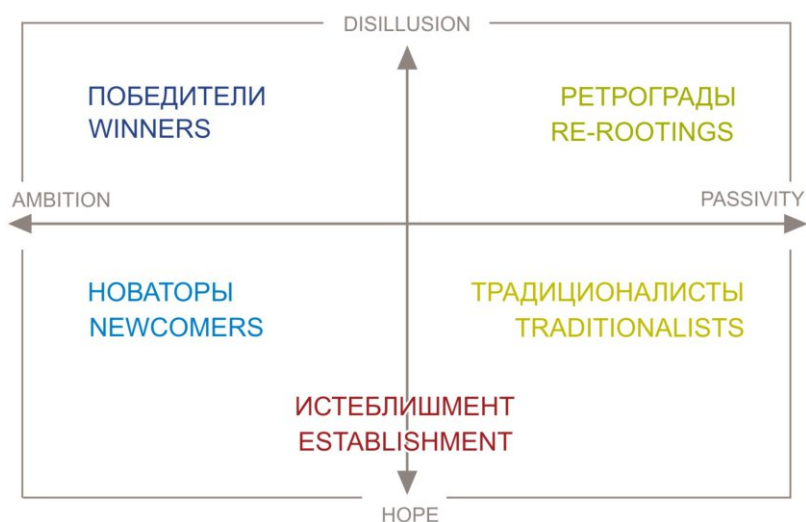 DISILLUSION
ПОБЕДИТЕЛИ
WINNERS
РЕТРОГРАДЫ
RE-ROOTINGS
AMBITION
PASSIVITY
НОВАТОРЫ
NEWCOMERS
ТРАДИЦИОНАЛИСТЫ
TRADITIONALISTS
ИСТЕБЛИШМЕНТ
ESTABLISHMENT
HOPE